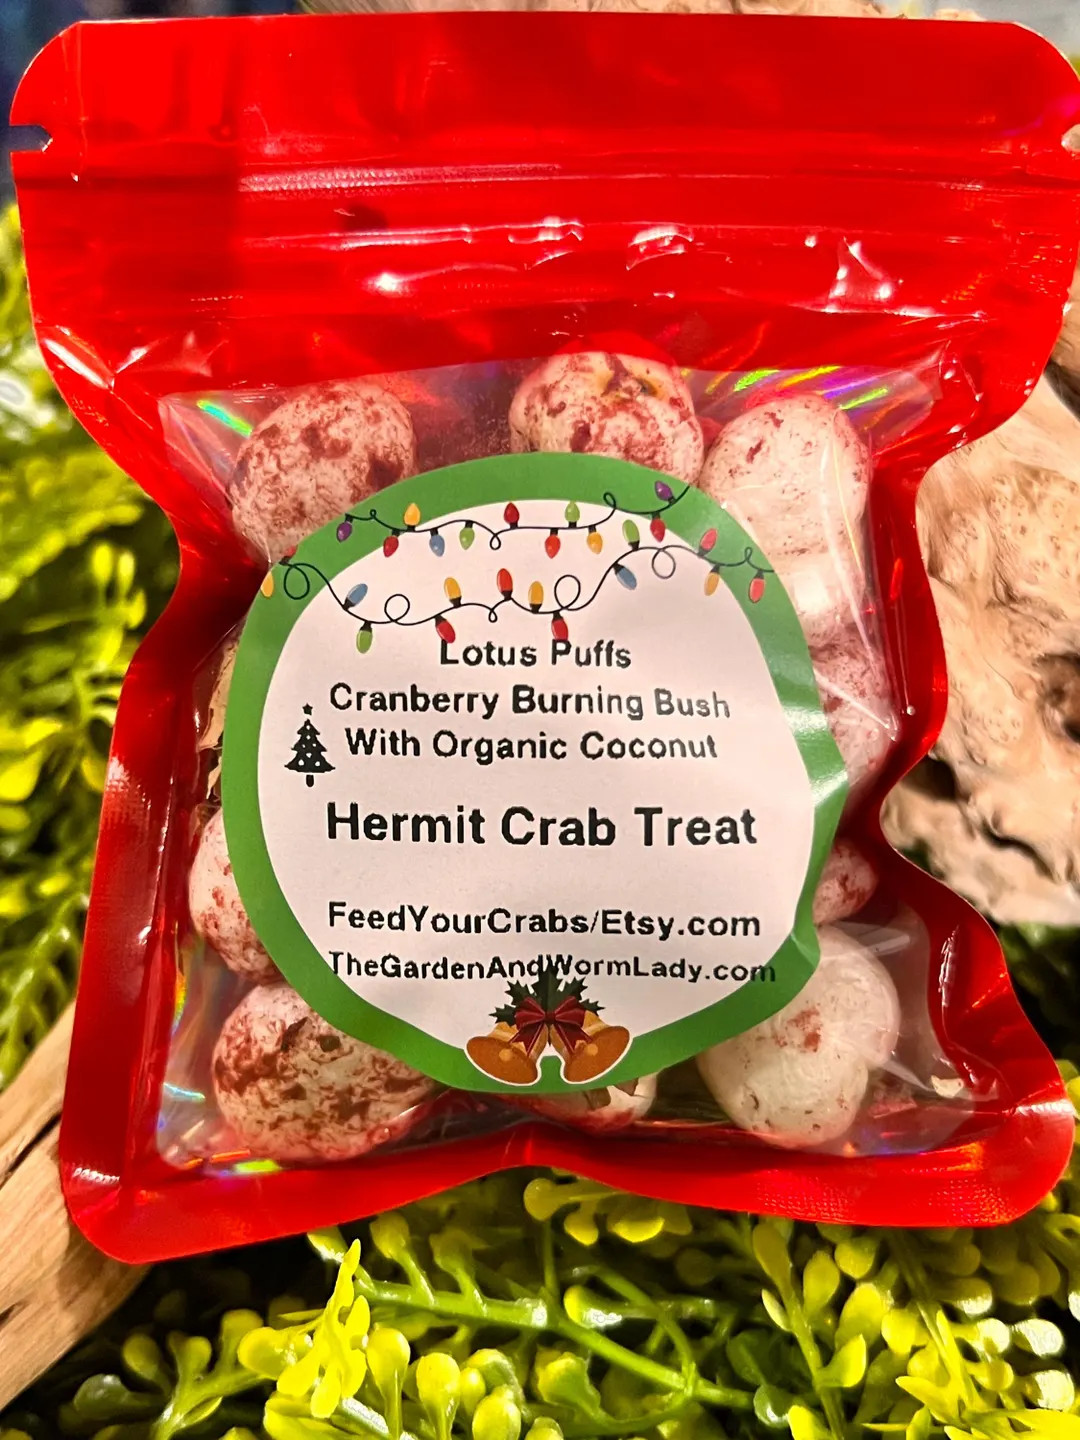 Lotus Puffs
Cranberry Burning Bush
With Organic Coconut
Hermit Crab Treat
FeedYourCrabs/Etsy.com
TheGardenAndWormLady.com